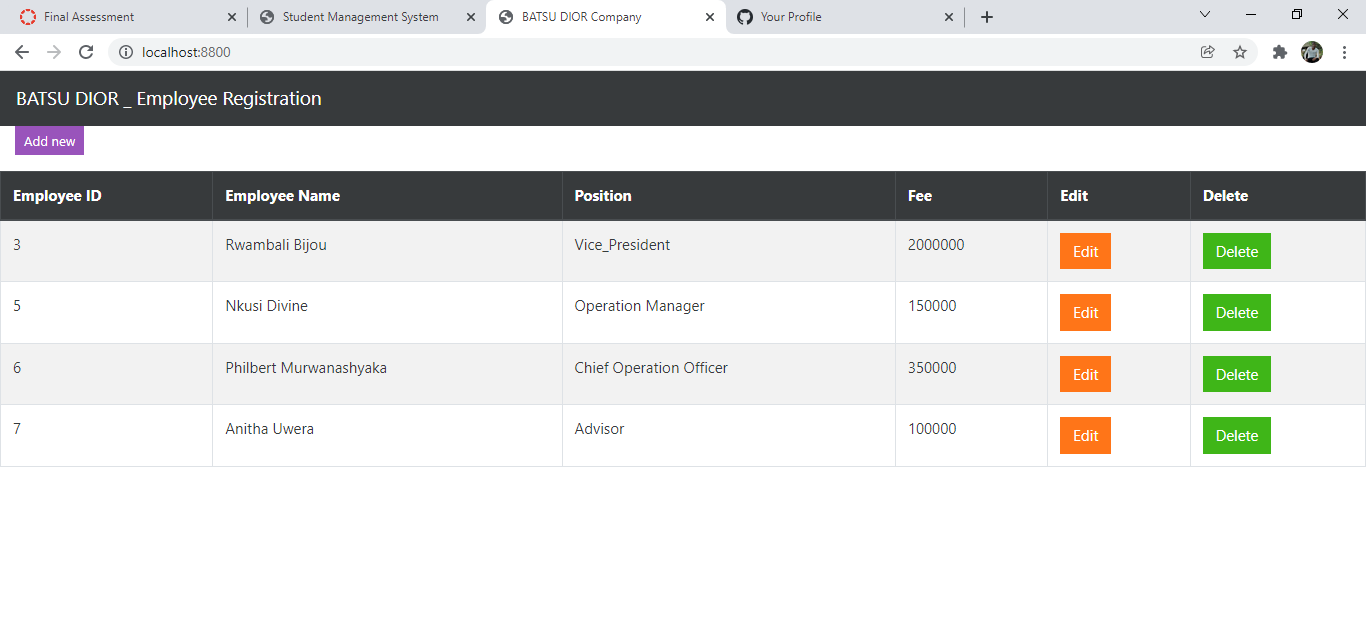 Final Assessment
Student Management System
BATSU DIOR Company
Your Profile
localhost:8800
BATSU DIOR _ Employee Registration
Add new
Employee ID Employee Name Position Fee Edit Delete
3 Rwambali Bijou Vice_President 2000000 Edit Delete
5 Nkusi Divine Operation Manager 150000 Edit Delete
6 Philbert Murwanashyaka Chief Operation Officer 350000 Edit Delete
7 Anitha Uwera Advisor 100000 Edit Delete